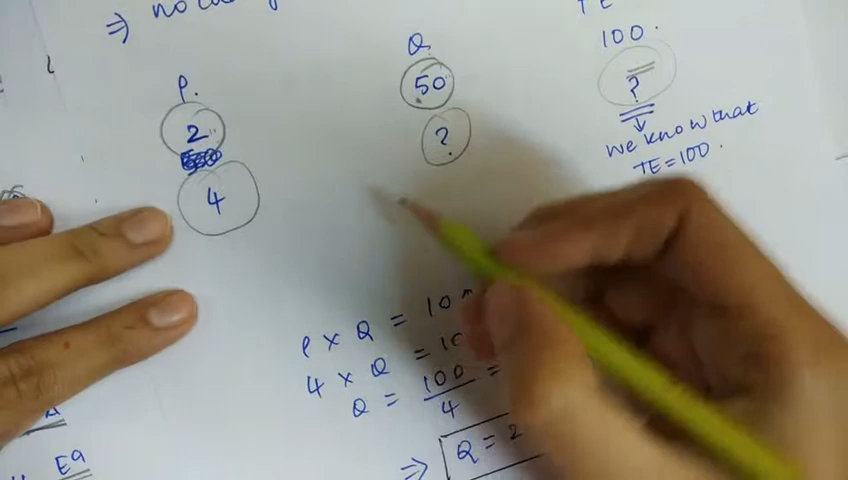 ⇒ no
TE
P. Q. 100.
2 50 ?
4 ? we know that
TE = 100.
P × Q = 10
4 × Q = 10
Q = 100/4 =
⇒ Q = 2